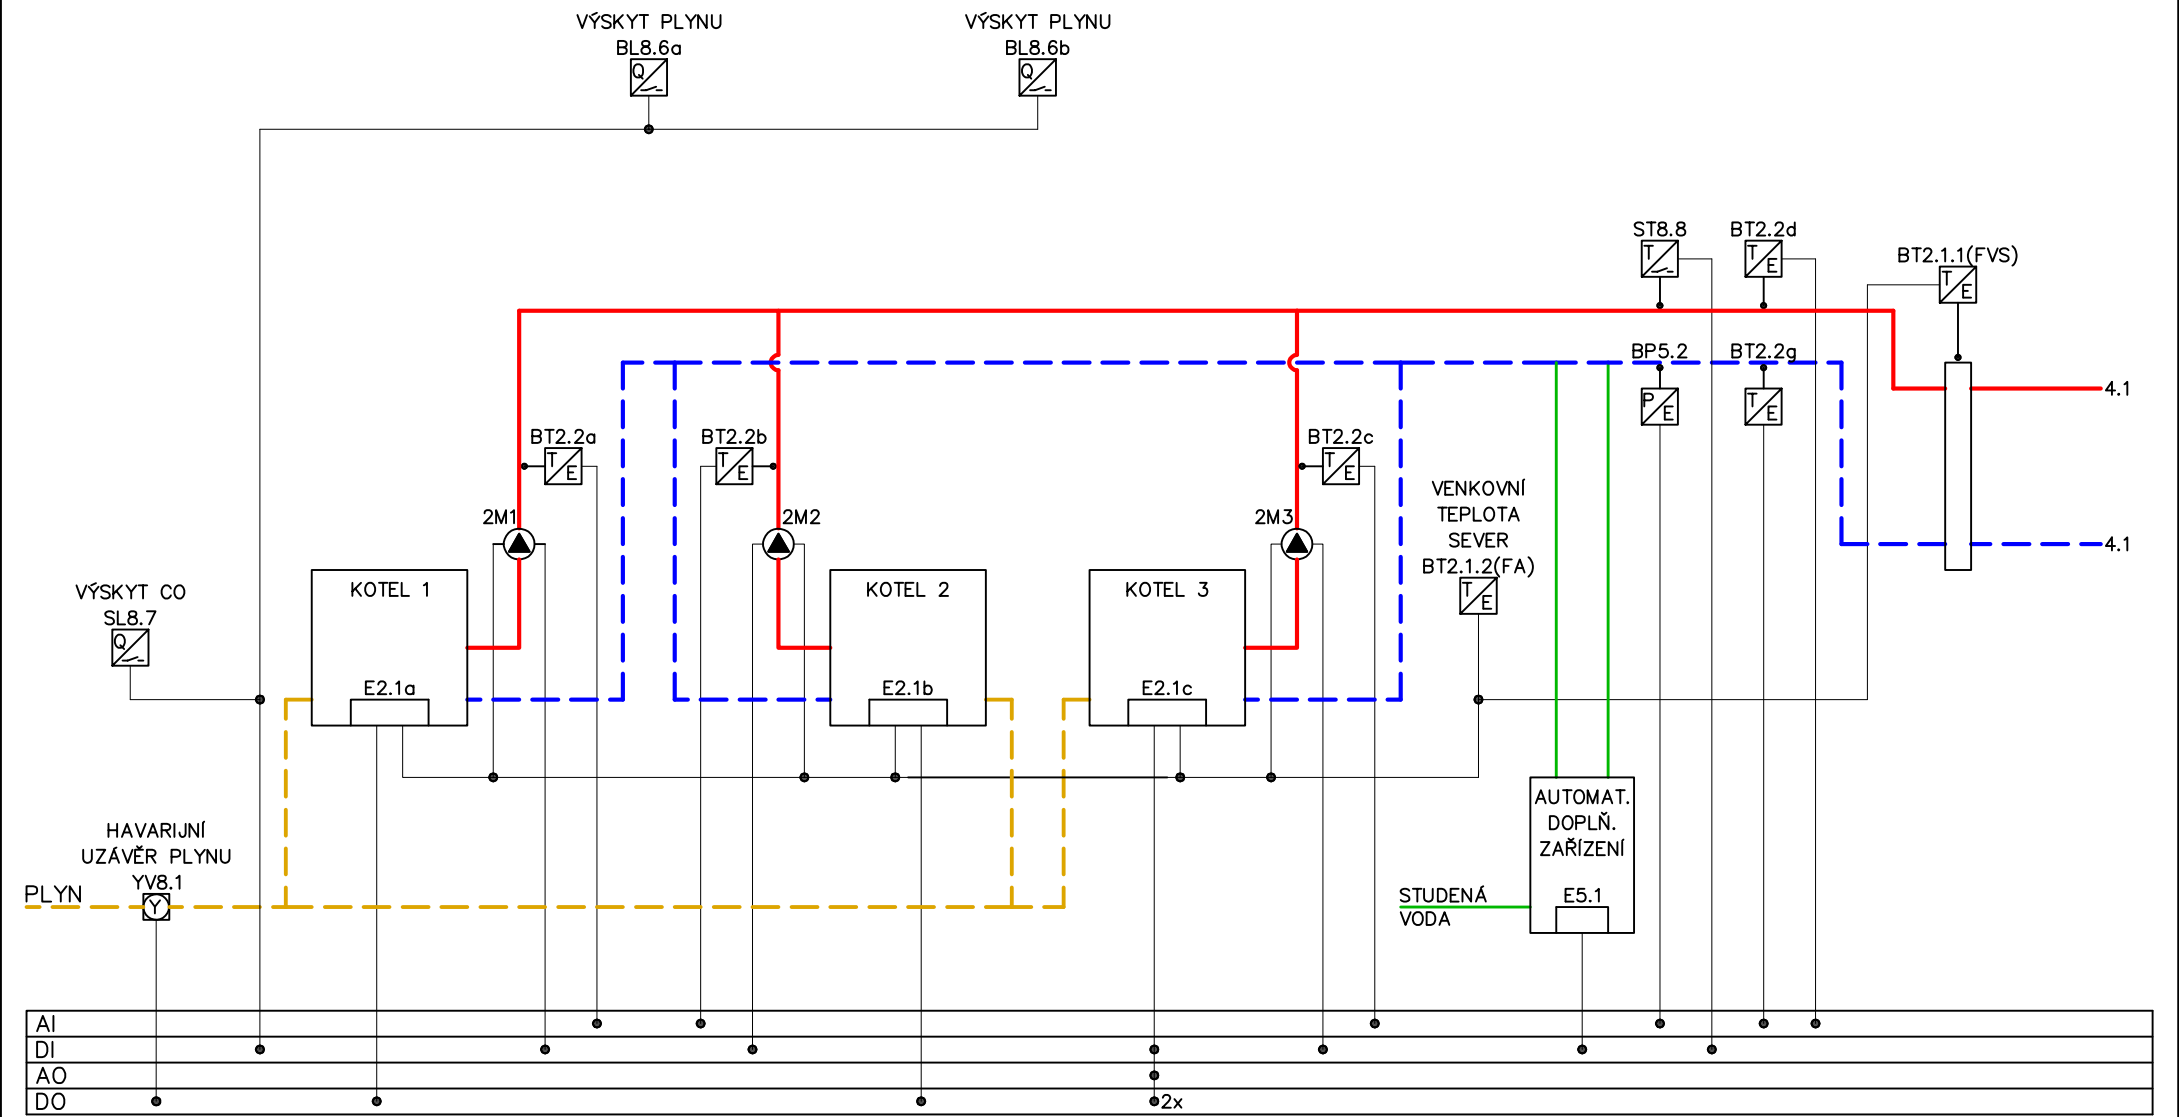 VÝSKYT PLYNU
BL8.6a
Q
VÝSKYT PLYNU
BL8.6b
Q
ST8.8
T
BT2.2d
T E
BT2.1.1(FVS)
T E
BP5.2
P E
BT2.2g
T E
4.1
4.1
BT2.2a
T E
BT2.2b
T E
BT2.2c
T E
VENKOVNÍ
TEPLOTA
SEVER
BT2.1.2(FA)
T E
2M1
2M2
2M3
VÝSKYT CO
SL8.7
Q
KOTEL 1
E2.1a
KOTEL 2
E2.1b
KOTEL 3
E2.1c
HAVARIJNÍ
UZÁVĚR PLYNU
YV8.1
Y
PLYN
AUTOMAT.
DOPLŇ.
ZAŘÍZENÍ
E5.1
STUDENÁ
VODA
AI
DI
AO
DO
2x